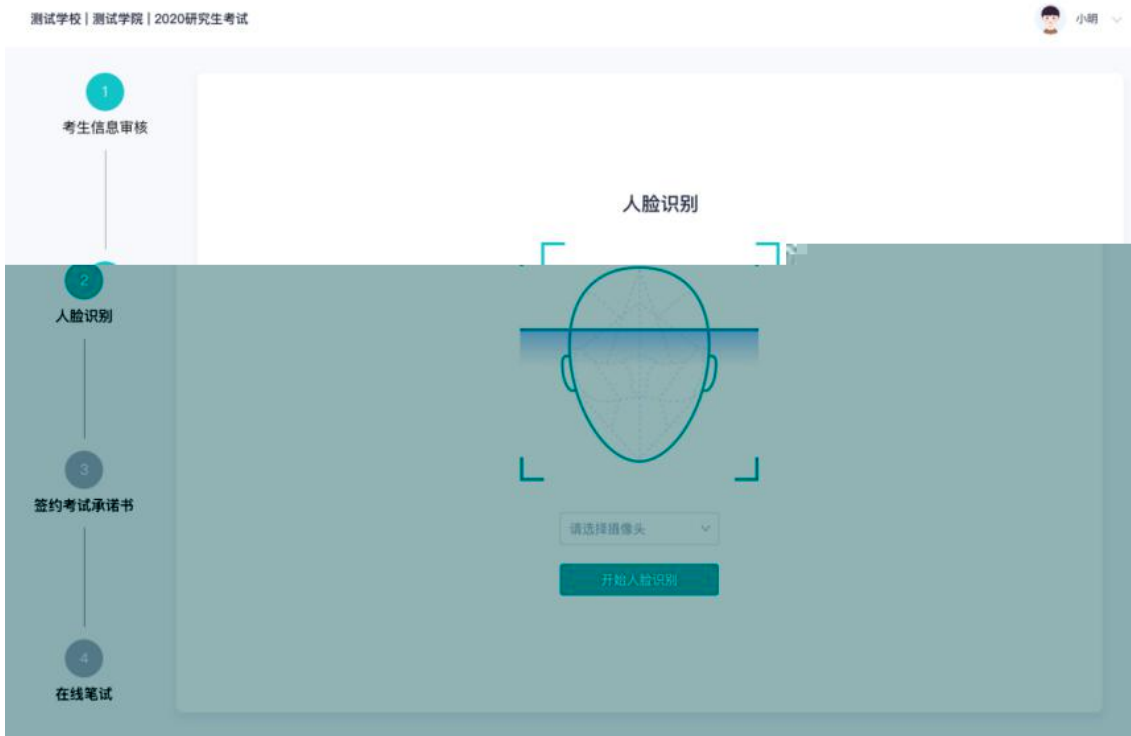 测试学校 | 测试学院 | 2020研究生考试
小明
1
考生信息审核
人脸识别
2
人脸识别
3
签约考试承诺书
请选择摄像头
开始人脸识别
4
在线笔试